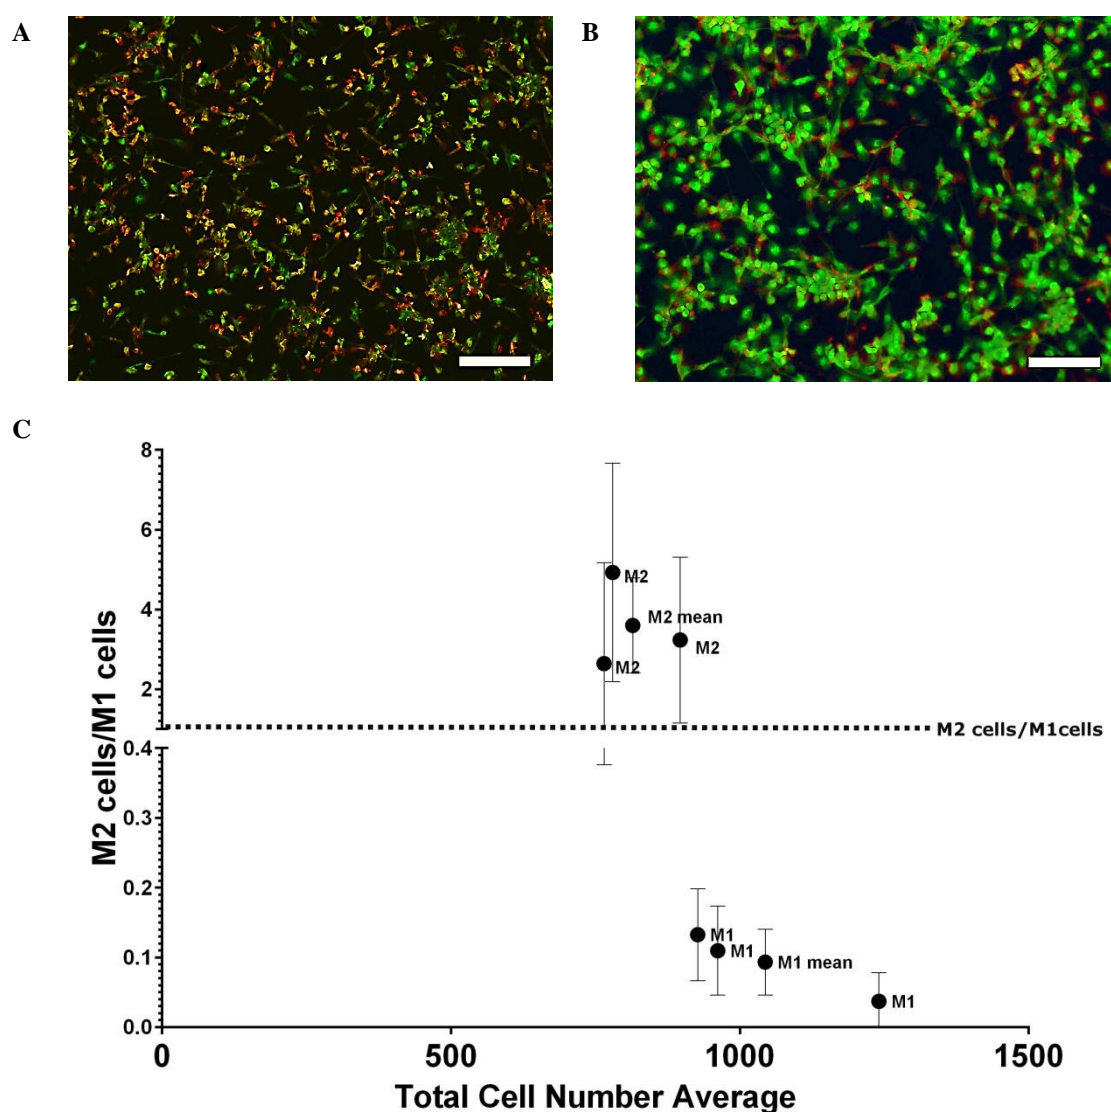 A
B
C
8
6
4
2
0.4
0.3
0.2
0.1
0.0
M2 cells/M1 cells
M2
M2 mean
M2
M2
M2 cells/M1cells
M1
M1
M1 mean
M1
0
500
1000
1500
Total Cell Number Average